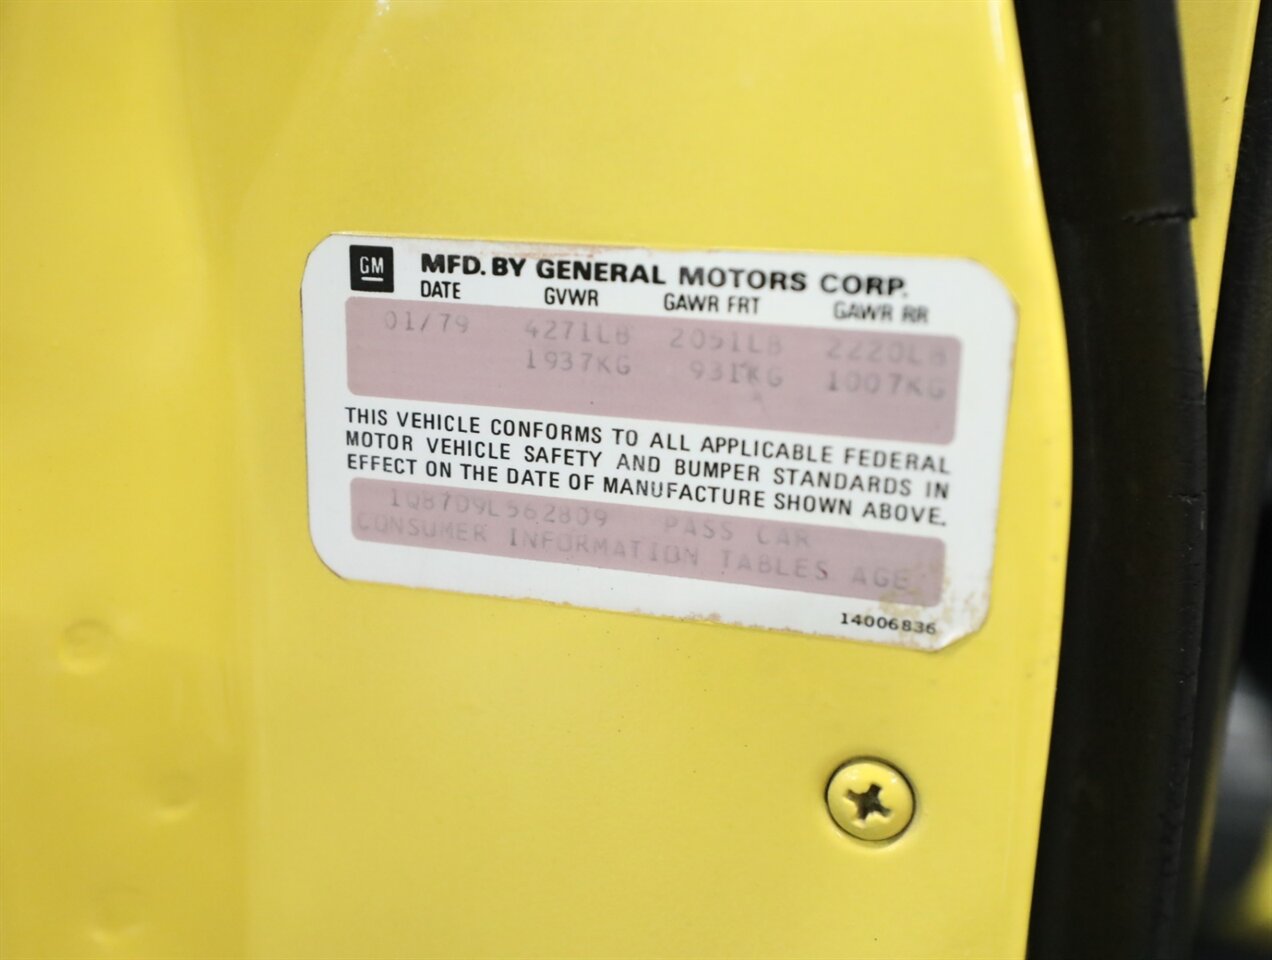 GM MFD. BY GENERAL MOTORS CORP.
DATE GVWR GAWR FRT GAWR RR
01/79 4271LB 2051LB 2220LB
1937KG 931KG 1007KG
THIS VEHICLE CONFORMS TO ALL APPLICABLE FEDERAL
MOTOR VEHICLE SAFETY AND BUMPER STANDARDS IN
EFFECT ON THE DATE OF MANUFACTURE SHOWN ABOVE.
1Q87D9L562809 PASS CAR
CONSUMER INFORMATION TABLES AGE
14006836